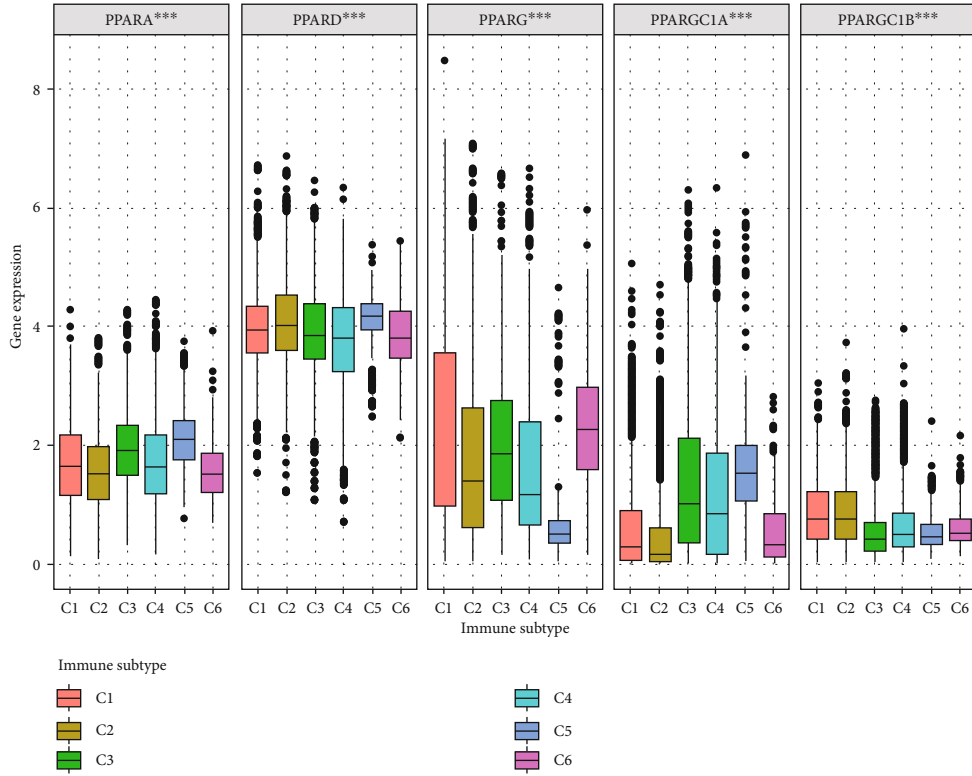 PPARA*** PPARD*** PPARG*** PPARGC1A*** PPARGC1B***
8
6
4
2
0
Gene expression
C1 C2 C3 C4 C5 C6 C1 C2 C3 C4 C5 C6 C1 C2 C3 C4 C5 C6 C1 C2 C3 C4 C5 C6 C1 C2 C3 C4 C5 C6
Immune subtype
Immune subtype
C1 C4
C2 C5
C3 C6